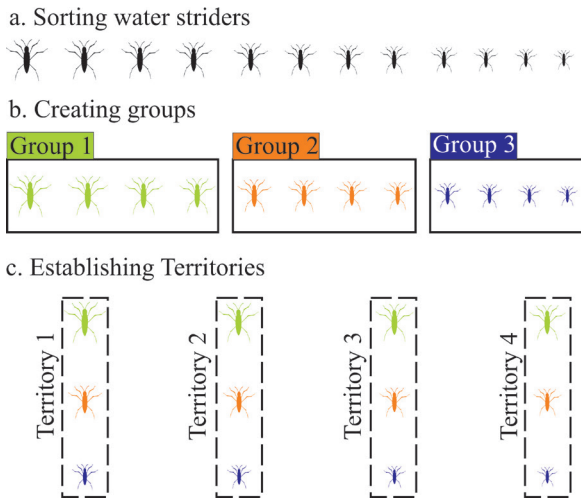 a. Sorting water striders
b. Creating groups
Group 1
Group 2
Group 3
c. Establishing Territories
Territory 1
Territory 2
Territory 3
Territory 4